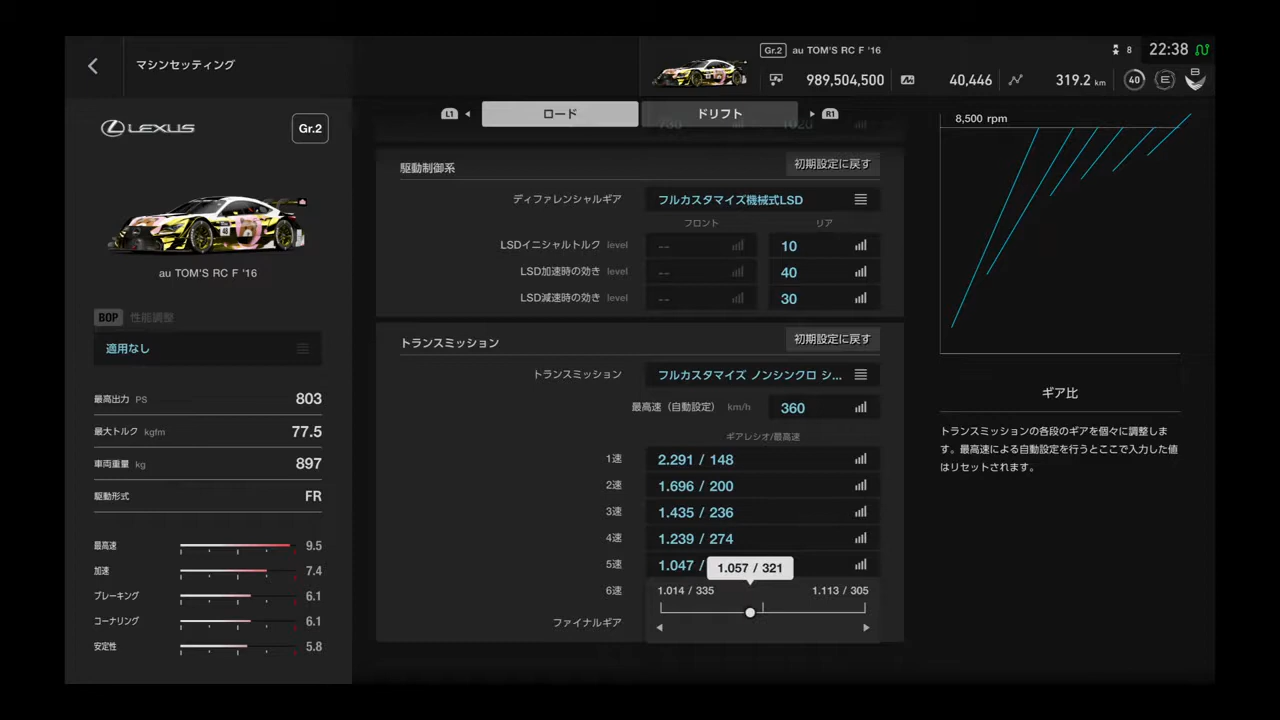 マシンセッティング
Gr.2 au TOM'S RC F '16
8 22:38
989,504,500 40,446 319.2 km 40 E B
L1 ロード ドリフト R1
LEXUS Gr.2
au TOM'S RC F '16
BOP 性能調整
適用なし
最高出力 PS 803
最大トルク kgfm 77.5
車両重量 kg 897
駆動形式 FR
最高速 9.5
加速 7.4
ブレーキング 6.1
コーナリング 6.1
安定性 5.8
駆動制御系 初期設定に戻す
ディファレンシャルギア フルカスタマイズ機械式LSD
フロント リア
LSDイニシャルトルク level -- 10
LSD加速時の効き level -- 40
LSD減速時の効き level -- 30
トランスミッション 初期設定に戻す
トランスミッション フルカスタマイズ ノンシンクロ シ...
最高速（自動設定） km/h 360
ギアレシオ/最高速
1速 2.291 / 148
2速 1.696 / 200
3速 1.435 / 236
4速 1.239 / 274
5速 1.047 /
1.057 / 321
6速 1.014 / 335 1.113 / 305
ファイナルギア
8,500 rpm
ギア比
トランスミッションの各段のギアを個々に調整しま
す。最高速による自動設定を行うとここで入力した値
はリセットされます。